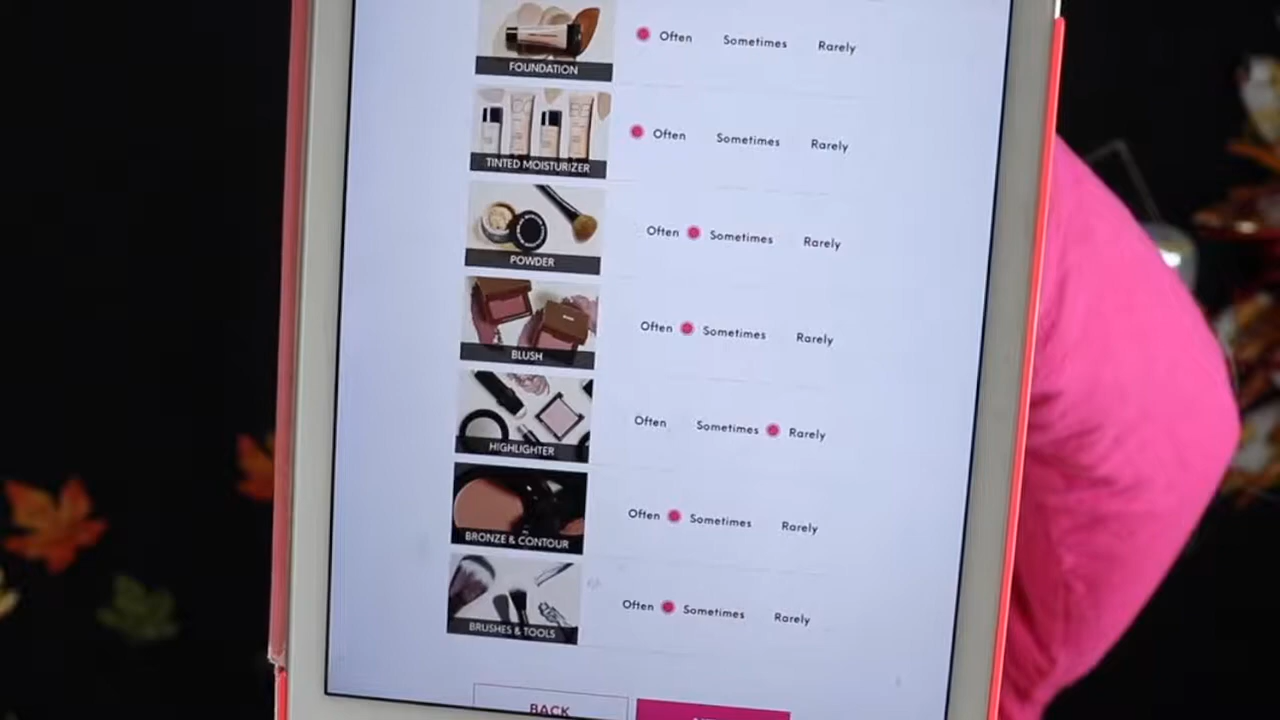 Often Sometimes Rarely
FOUNDATION
Often Sometimes Rarely
TINTED MOISTURIZER
Often Sometimes Rarely
POWDER
Often Sometimes Rarely
BLUSH
Often Sometimes Rarely
HIGHLIGHTER
Often Sometimes Rarely
BRONZE & CONTOUR
Often Sometimes Rarely
BRUSHES & TOOLS
BACK